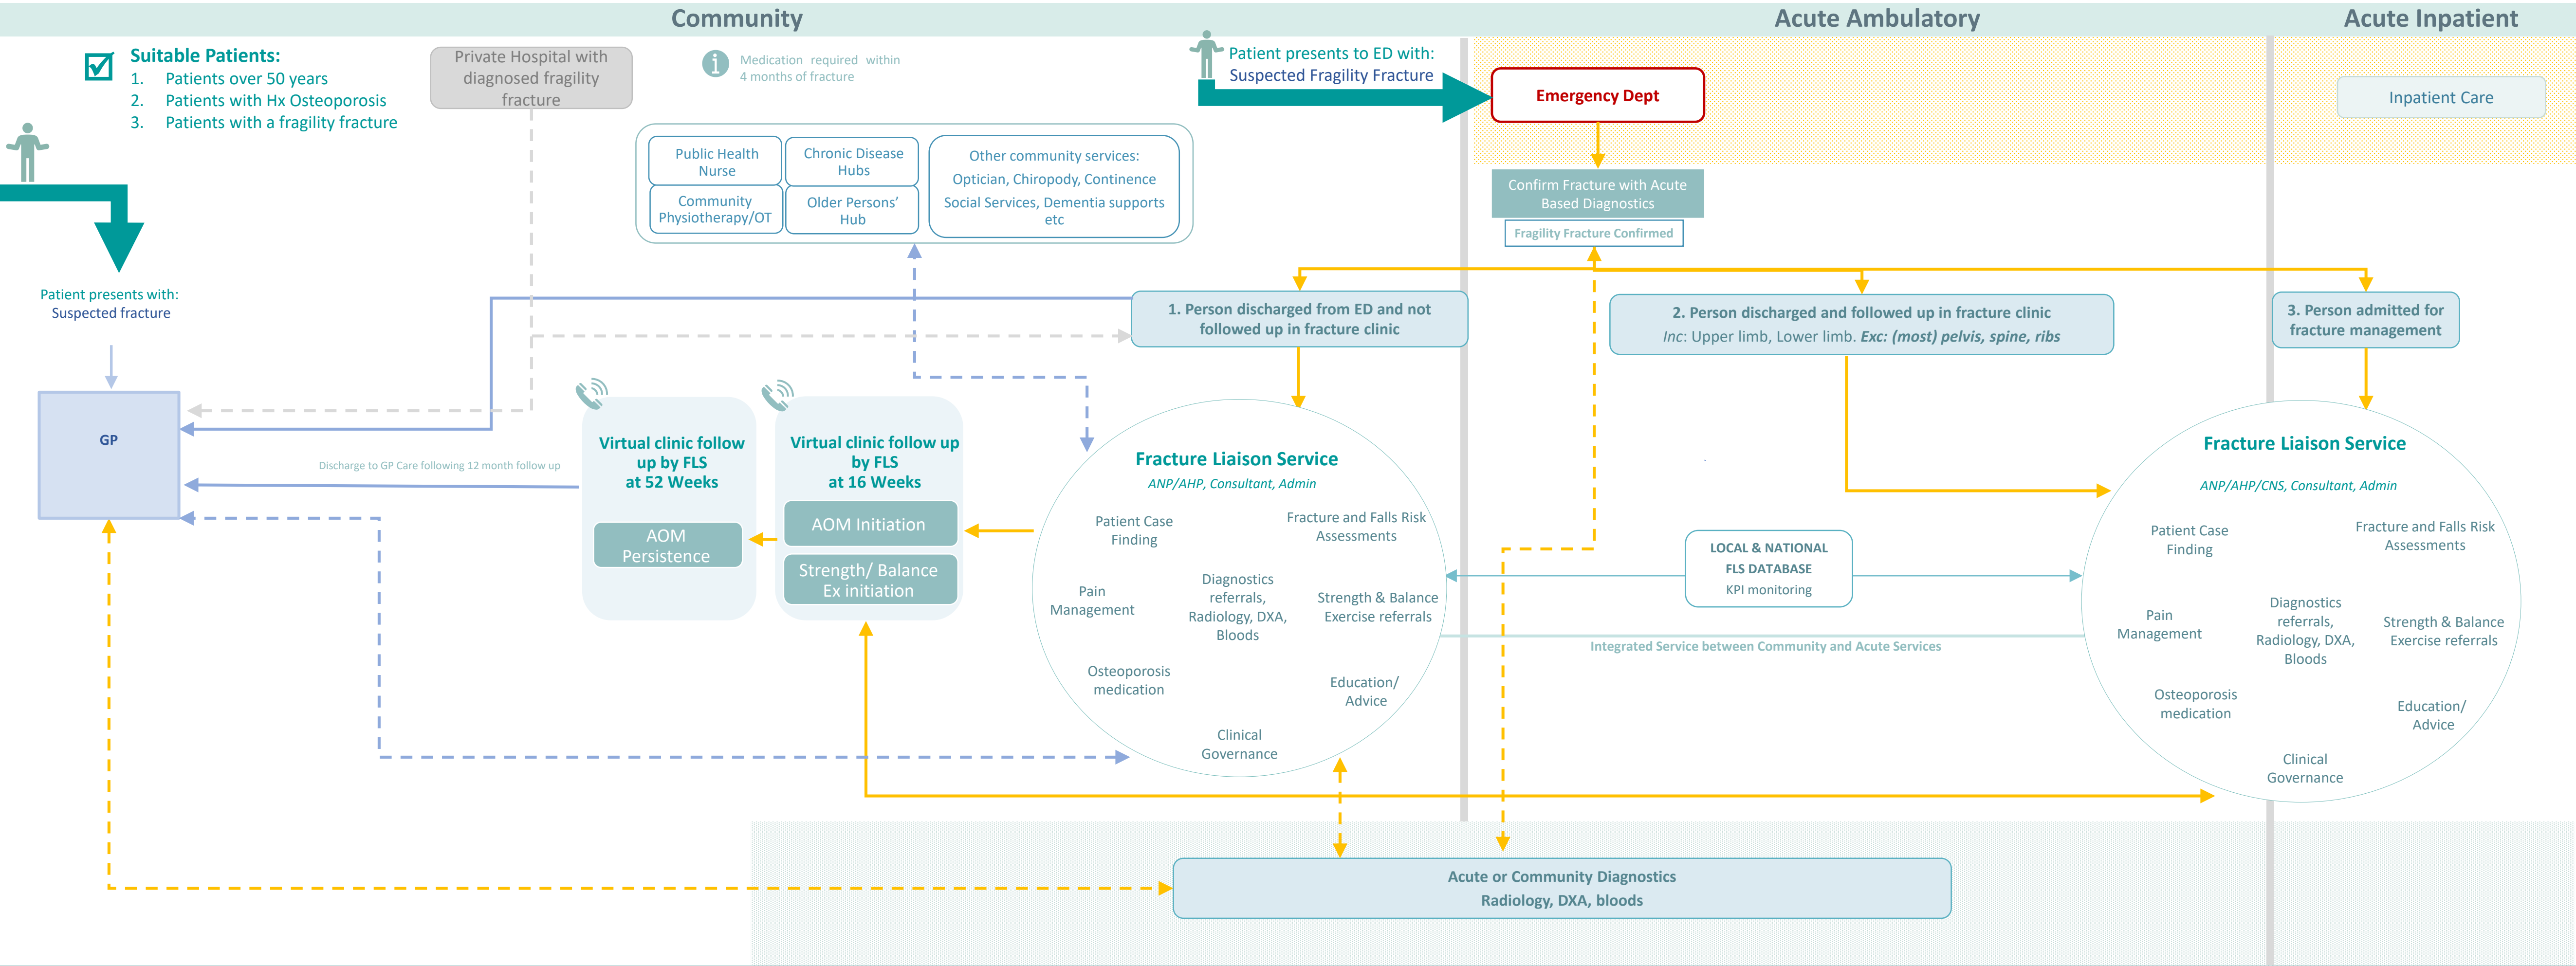 Community
Acute Ambulatory
Acute Inpatient
Suitable Patients:
1. Patients over 50 years
2. Patients with Hx Osteoporosis
3. Patients with a fragility fracture
Private Hospital with
diagnosed fragility
fracture
i
Medication required within
4 months of fracture
Patient presents to ED with:
Suspected Fragility Fracture
Emergency Dept
Inpatient Care
Public Health
Nurse
Chronic Disease
Hubs
Community
Physiotherapy/OT
Older Persons'
Hub
Other community services:
Optician, Chiropody, Continence
Social Services, Dementia supports
etc
Confirm Fracture with Acute
Based Diagnostics
Fragility Fracture Confirmed
Patient presents with:
Suspected fracture
1. Person discharged from ED and not
followed up in fracture clinic
2. Person discharged and followed up in fracture clinic
Inc: Upper limb, Lower limb. Exc: (most) pelvis, spine, ribs
3. Person admitted for
fracture management
GP
Discharge to GP Care following 12 month follow up
Virtual clinic follow
up by FLS
at 52 Weeks
AOM
Persistence
Virtual clinic follow up
by FLS
at 16 Weeks
AOM Initiation
Strength/ Balance
Ex initiation
Fracture Liaison Service
ANP/AHP, Consultant, Admin
Patient Case
Finding
Fracture and Falls Risk
Assessments
Pain
Management
Diagnostics
referrals,
Radiology, DXA,
Bloods
Strength & Balance
Exercise referrals
Osteoporosis
medication
Education/
Advice
Clinical
Governance
LOCAL & NATIONAL
FLS DATABASE
KPI monitoring
Integrated Service between Community and Acute Services
Fracture Liaison Service
ANP/AHP/CNS, Consultant, Admin
Patient Case
Finding
Fracture and Falls Risk
Assessments
Pain
Management
Diagnostics
referrals,
Radiology, DXA,
Bloods
Strength & Balance
Exercise referrals
Osteoporosis
medication
Education/
Advice
Clinical
Governance
Acute or Community Diagnostics
Radiology, DXA, bloods